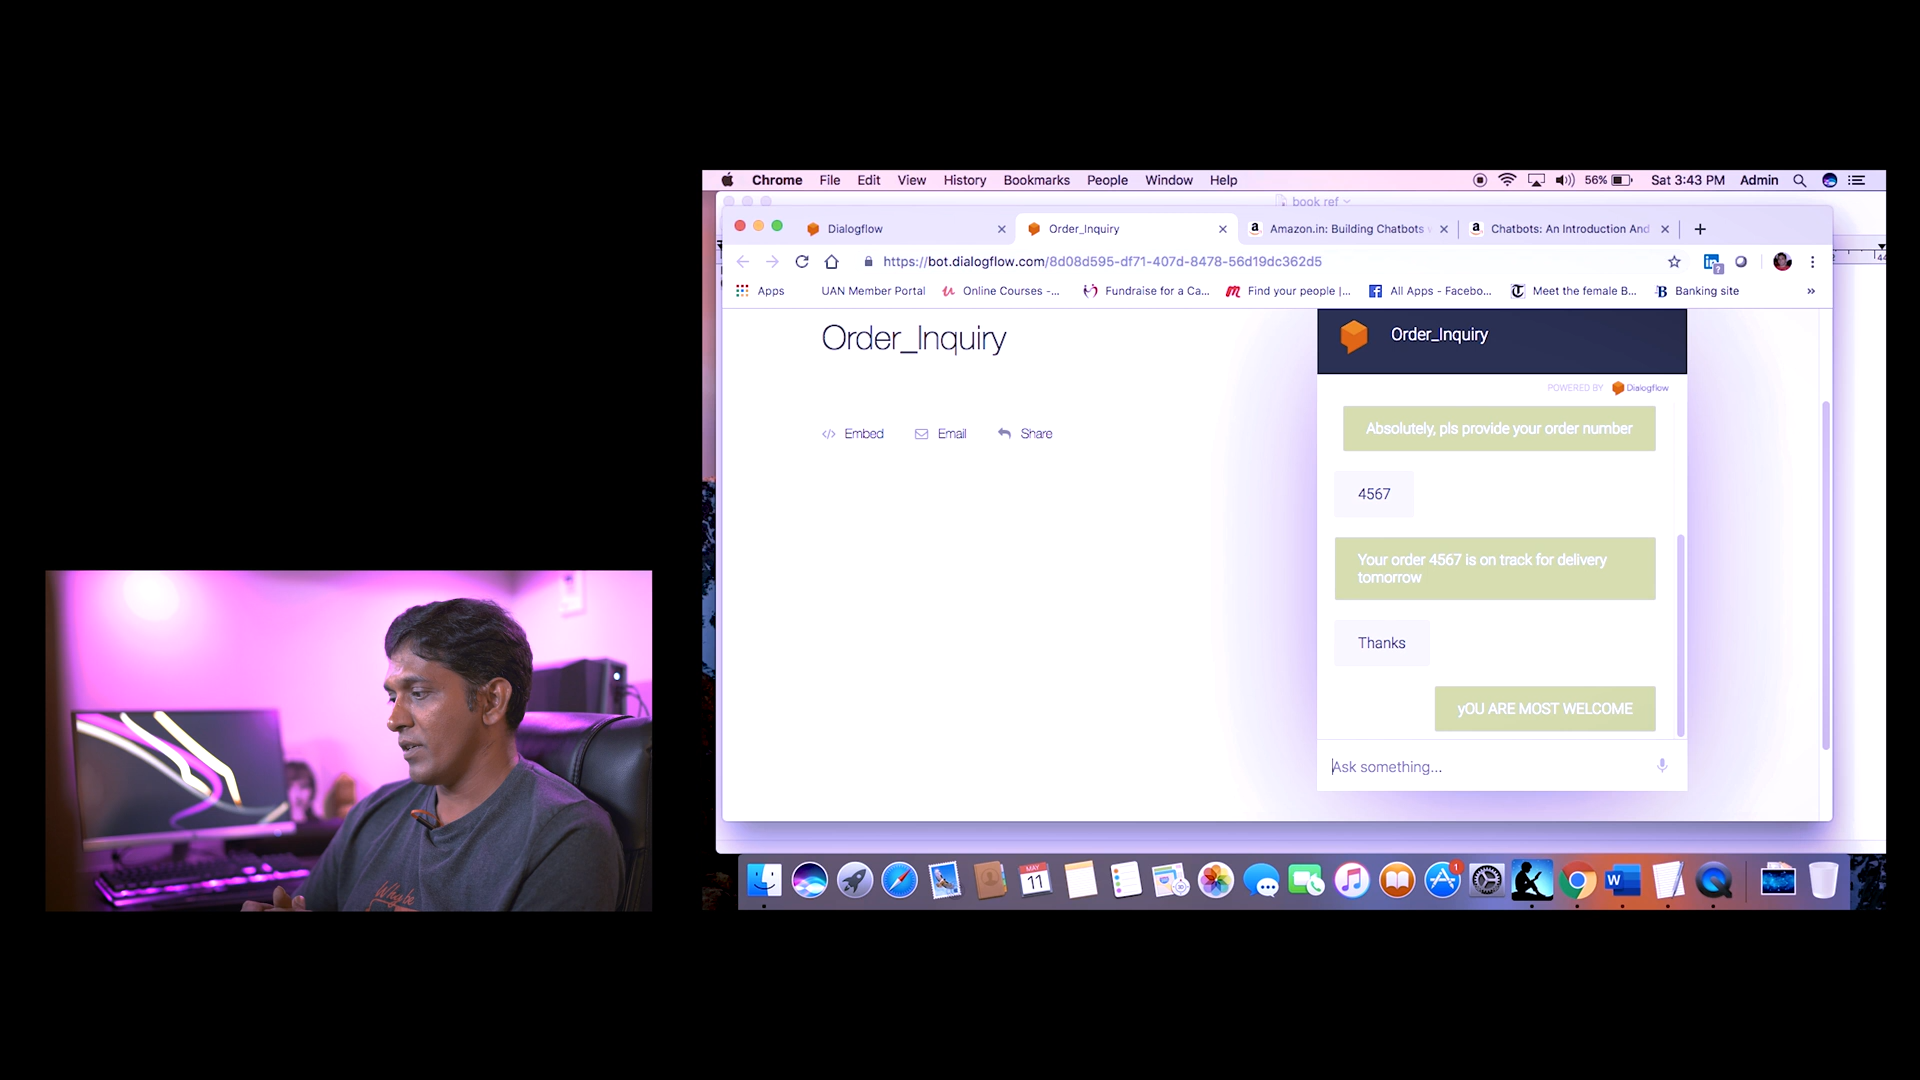 Chrome File Edit View History Bookmarks People Window Help 56% Sat 3:43 PM Admin
book ref
Dialogflow Order_Inquiry Amazon.in: Building Chatbots Chatbots: An Introduction And
https://bot.dialogflow.com/8d08d595-df71-407d-8478-56d19dc362d5
Apps UAN Member Portal Online Courses -... Fundraise for a Ca... Find your people |... All Apps - Facebo... Meet the female B... Banking site »
Order_Inquiry
Embed Email Share
Order_Inquiry
POWERED BY Dialogflow
Absolutely, pls provide your order number
4567
Your order 4567 is on track for delivery
tomorrow
Thanks
yOU ARE MOST WELCOME
Ask something...
MAY
11
1
W